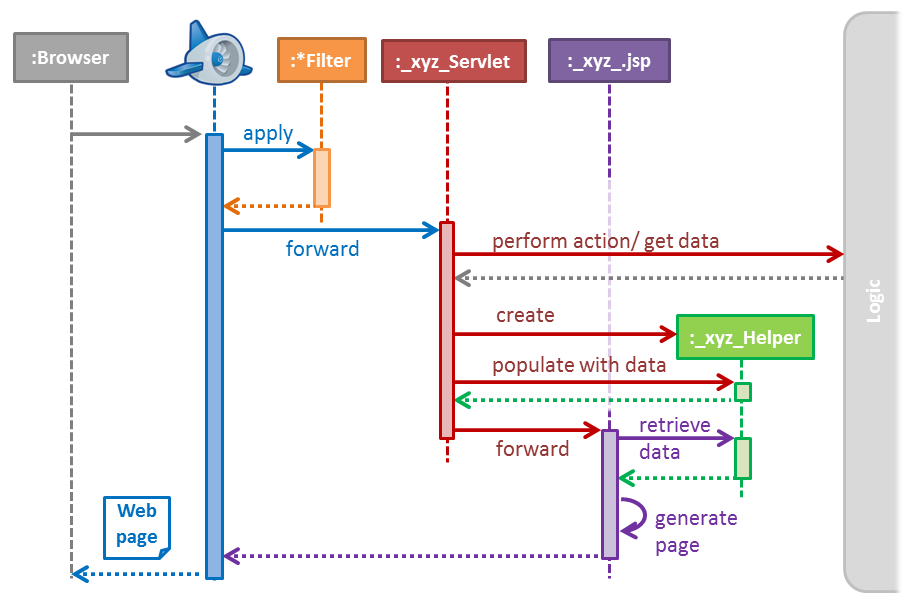 :Browser
:*Filter
:_xyz_Servlet
:_xyz_.jsp
apply
forward
perform action/ get data
Logic
create
:_xyz_Helper
populate with data
forward
retrieve
data
generate
page
Web
page